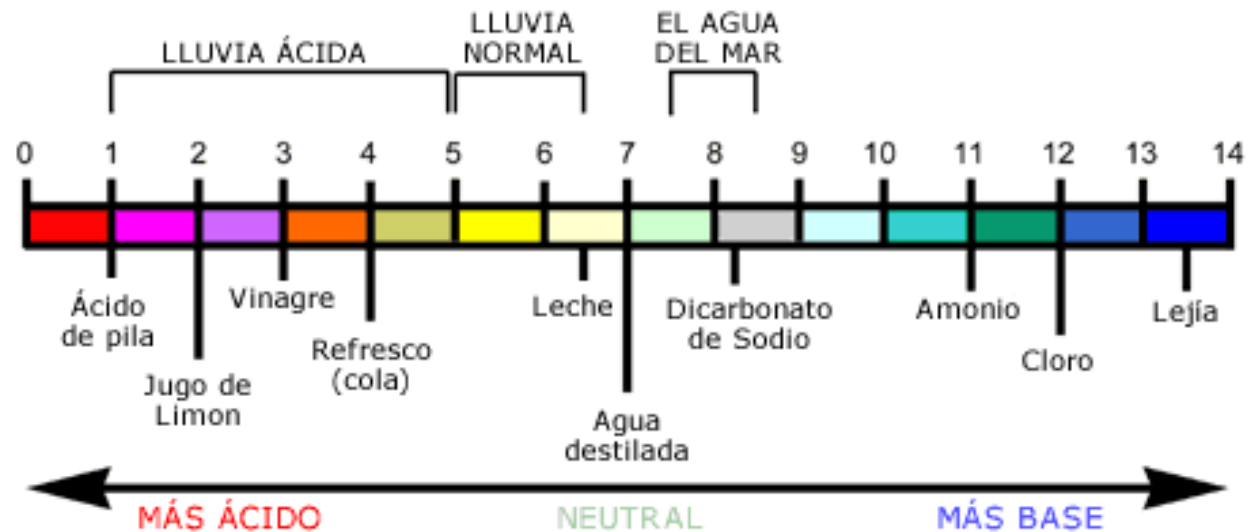 LLUVIA ÁCIDA
LLUVIA
NORMAL
EL AGUA
DEL MAR
0 1 2 3 4 5 6 7 8 9 10 11 12 13 14
Ácido
de pila
Jugo de
Limon
Vinagre
Refresco
(cola)
Leche
Agua
destilada
Dicarbonato
de Sodio
Amonio
Cloro
Lejía
MÁS ÁCIDO
NEUTRAL
MÁS BASE